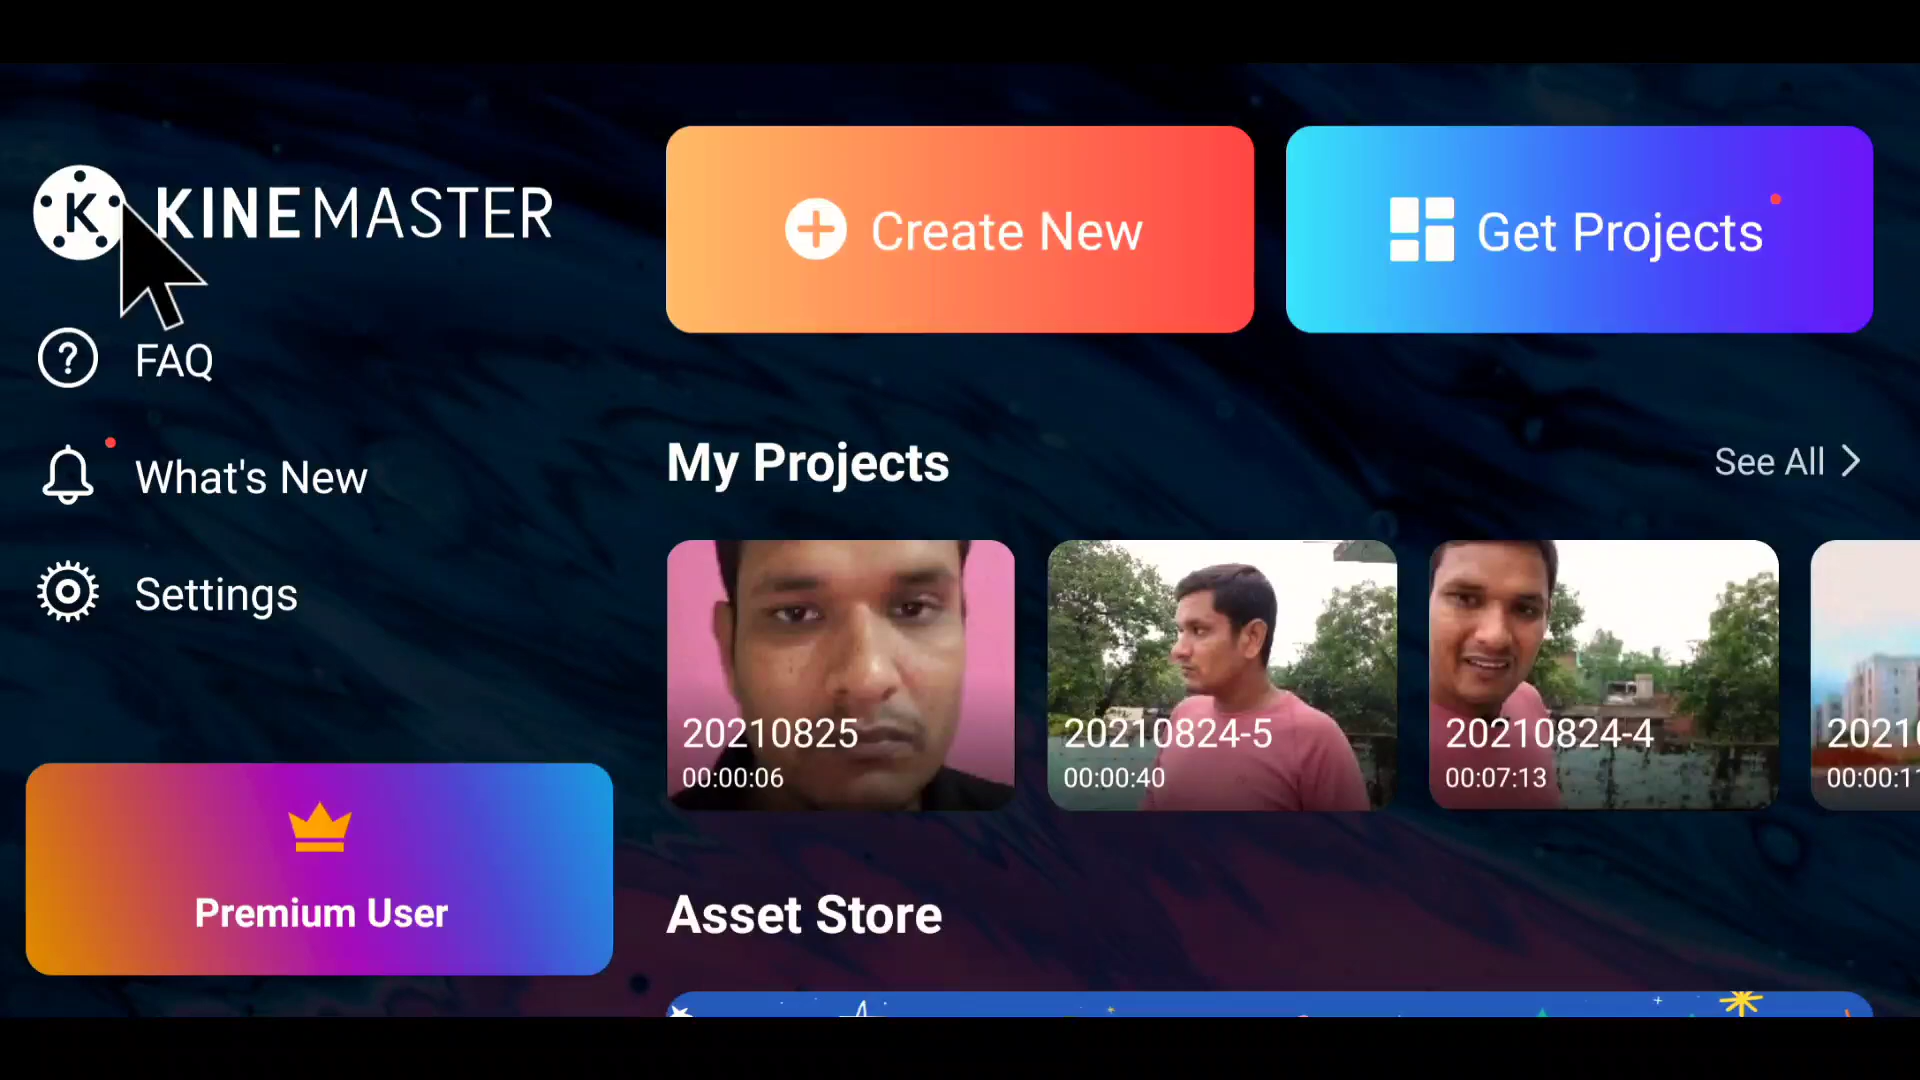 KINEMASTER
FAQ
What's New
Settings
Premium User
Create New
Get Projects
My Projects
See All
20210825
00:00:06
20210824-5
00:00:40
20210824-4
00:07:13
Asset Store